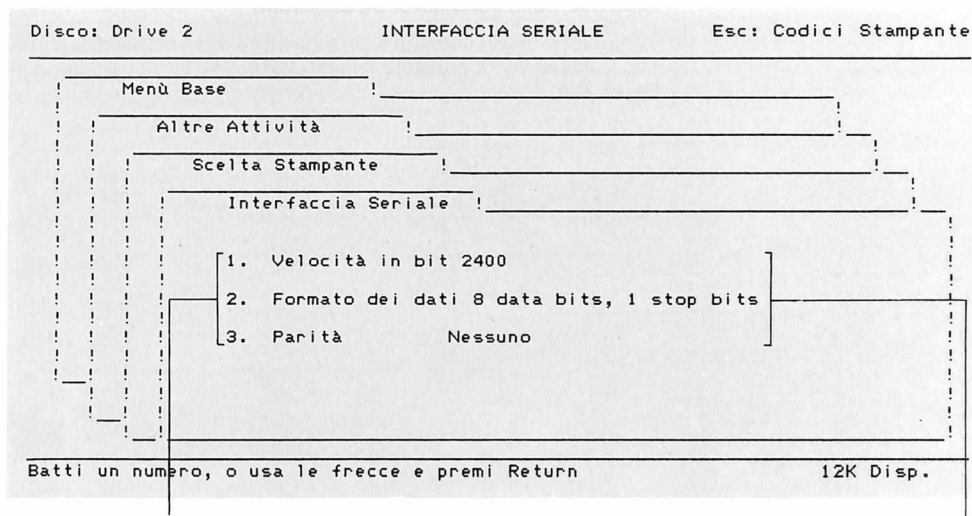 Disco: Drive 2 INTERFACCIA SERIALE Esc: Codici Stampante
Menù Base
Altre Attività
Scelta Stampante
Interfaccia Seriale
1. Velocità in bit 2400
2. Formato dei dati 8 data bits, 1 stop bits
3. Parità Nessuno
Batti un numero, o usa le frecce e premi Return 12K Disp.